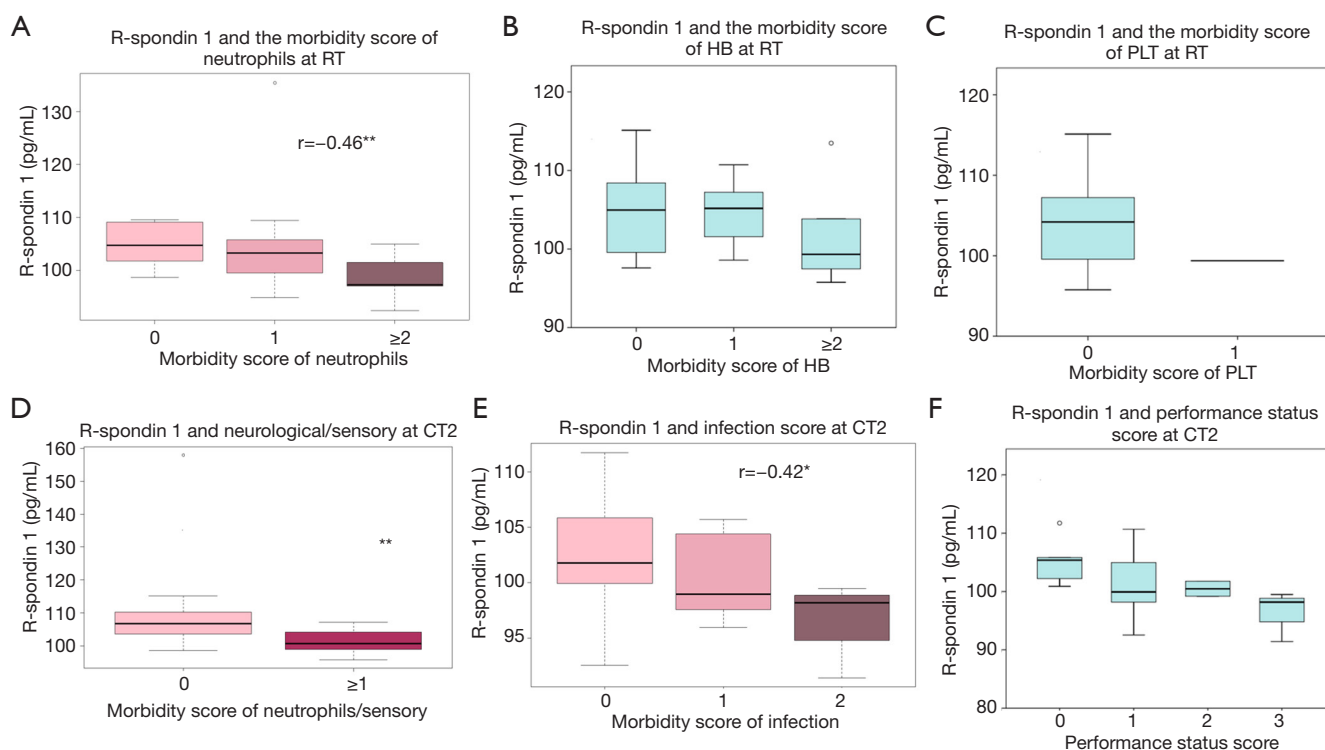 A
R-spondin 1 and the morbidity score of
neutrophils at RT
R-spondin 1 (pg/mL)
130
110
100
r=−0.46**
0
1
≥2
Morbidity score of neutrophils
B
R-spondin 1 and the morbidity score
of HB at RT
R-spondin 1 (pg/mL)
120
110
100
90
0
1
≥2
Morbidity score of HB
C
R-spondin 1 and the morbidity score
of PLT at RT
R-spondin 1 (pg/mL)
120
110
100
90
0
1
Morbidity score of PLT
D
R-spondin 1 and neurological/sensory at CT2
R-spondin 1 (pg/mL)
160
150
130
110
100
**
0
≥1
Morbidity score of neutrophils/sensory
E
R-spondin 1 and infection score at CT2
R-spondin 1 (pg/mL)
110
105
100
95
r=−0.42*
0
1
2
Morbidity score of infection
F
R-spondin 1 and performance status
score at CT2
R-spondin 1 (pg/mL)
120
110
100
90
80
0
1
2
3
Performance status score